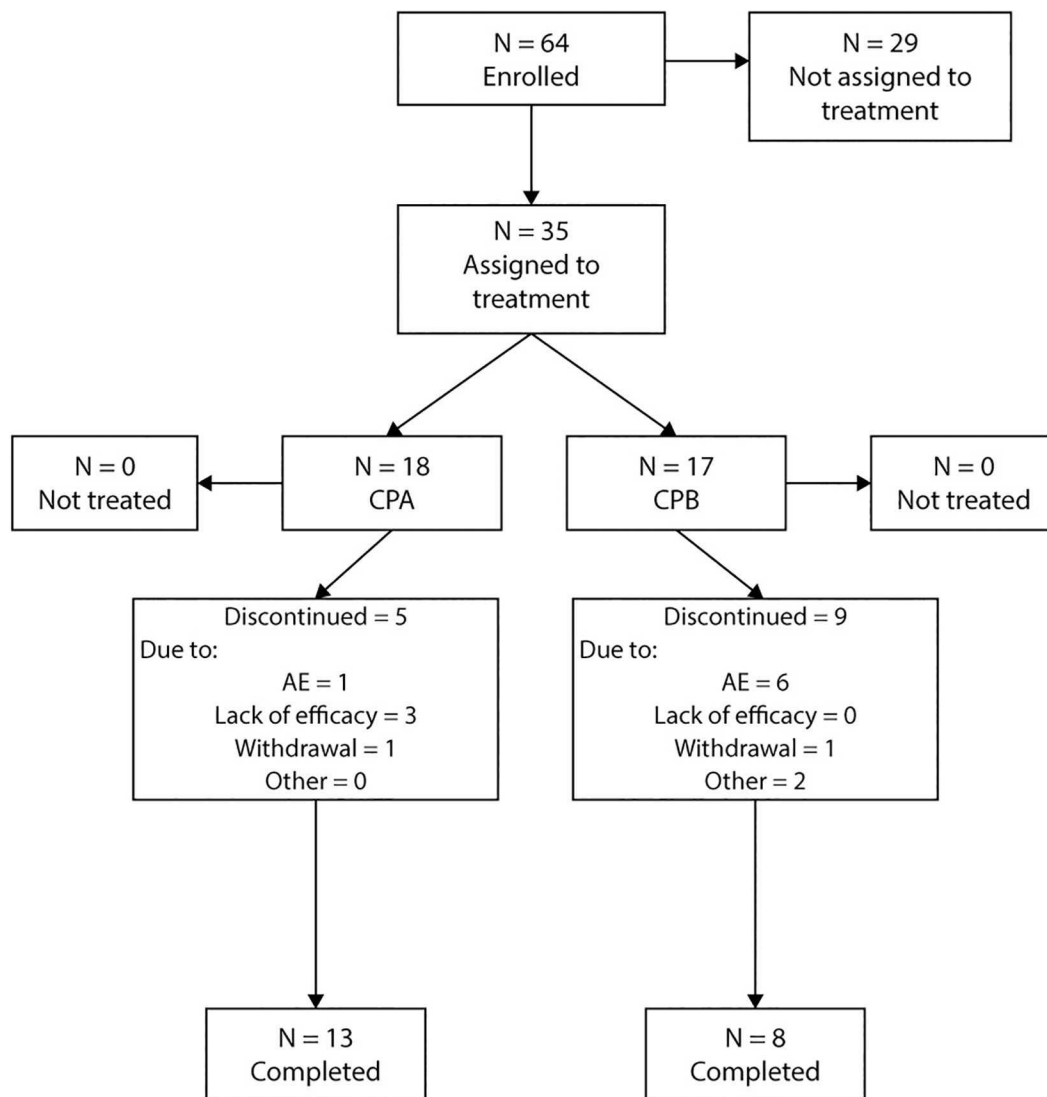 N = 64
Enrolled
N = 29
Not assigned to
treatment
N = 35
Assigned to
treatment
N = 0
Not treated
N = 18
CPA
N = 17
CPB
N = 0
Not treated
Discontinued = 5
Due to:
AE = 1
Lack of efficacy = 3
Withdrawal = 1
Other = 0
Discontinued = 9
Due to:
AE = 6
Lack of efficacy = 0
Withdrawal = 1
Other = 2
N = 13
Completed
N = 8
Completed